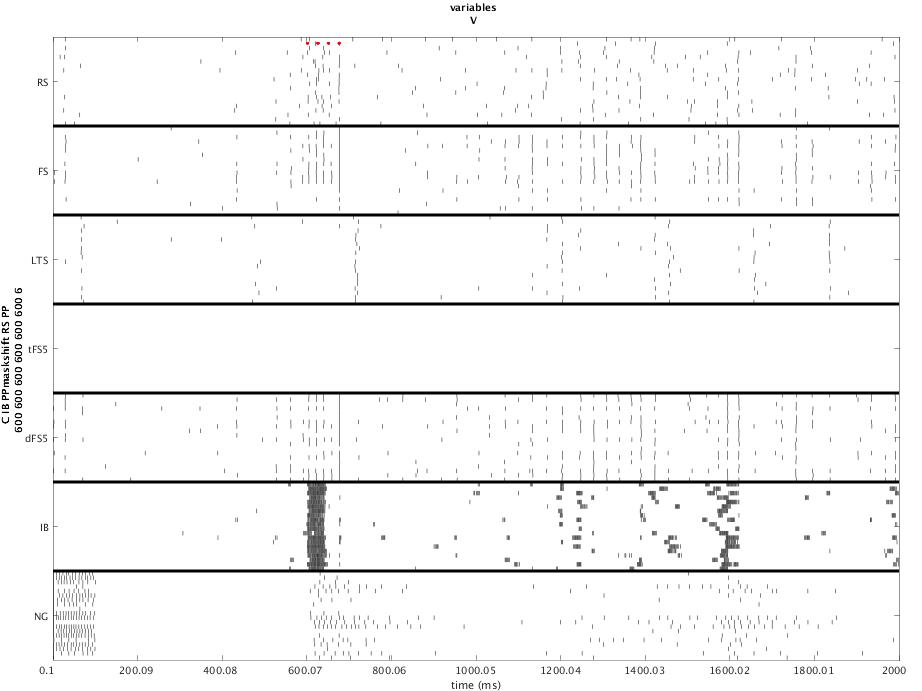 variables
V
RS
FS
LTS
tFS5
dFS5
IB
NG
C IB PPmaskshift RS PP
600 600 600 600 600 600 6
0.1 200.09 400.08 600.07 800.06 1000.05 1200.04 1400.03 1600.02 1800.01 2000
time (ms)